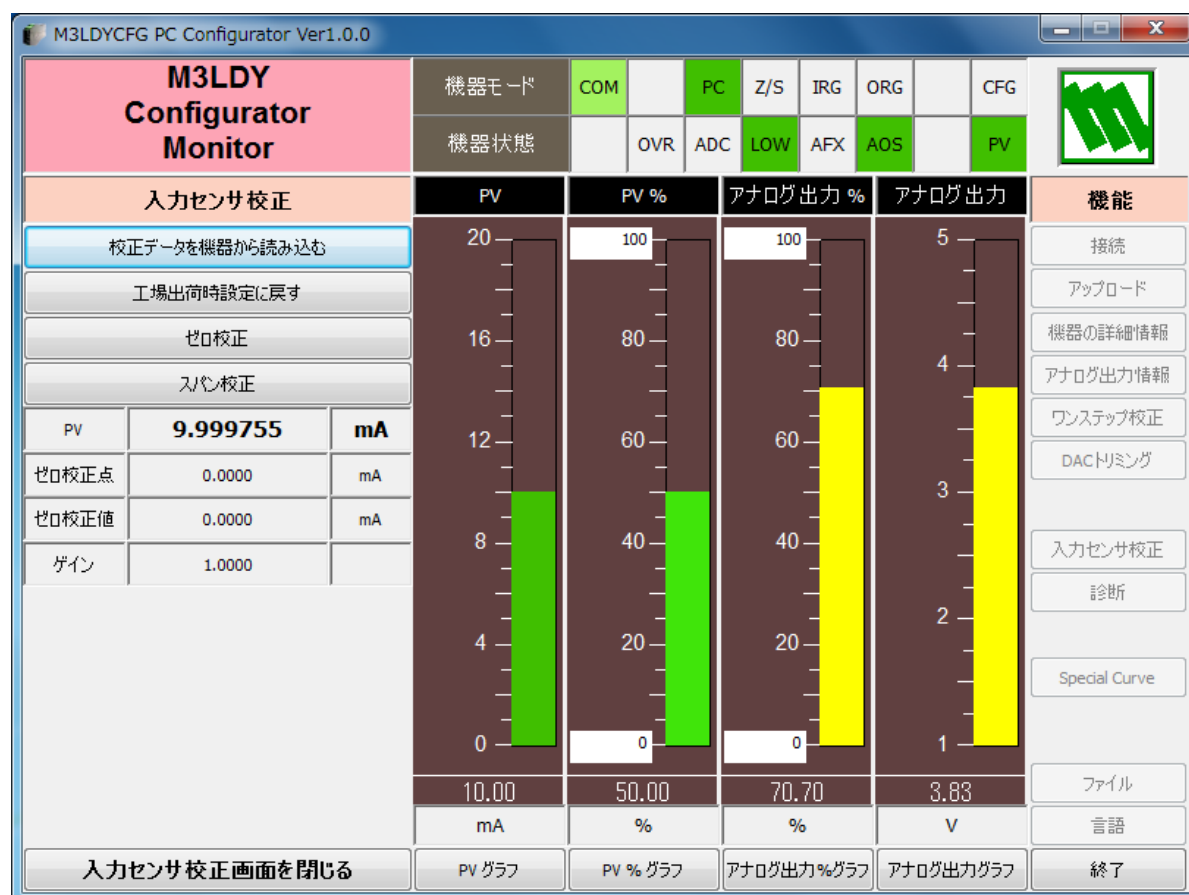 M3LDYCFG PC Configurator Ver1.0.0
M3LDY
Configurator
Monitor
機器モード
COM
PC
Z/S
IRG
ORG
CFG
機器状態
OVR
ADC
LOW
AFX
AOS
PV
入力センサ校正
校正データを機器から読み込む
工場出荷時設定に戻す
ゼロ校正
スパン校正
PV 9.999755 mA
ゼロ校正点 0.0000 mA
ゼロ校正値 0.0000 mA
ゲイン 1.0000
入力センサ校正画面を閉じる
PV
20
16
12
8
4
0
10.00
mA
PV グラフ
PV %
100
80
60
40
20
0
50.00
%
PV % グラフ
アナログ出力 %
100
80
60
40
20
0
70.70
%
アナログ出力%グラフ
アナログ出力
5
4
3
2
1
3.83
V
アナログ出力グラフ
機能
接続
アップロード
機器の詳細情報
アナログ出力情報
ワンステップ校正
DACトリミング
入力センサ校正
診断
Special Curve
ファイル
言語
終了